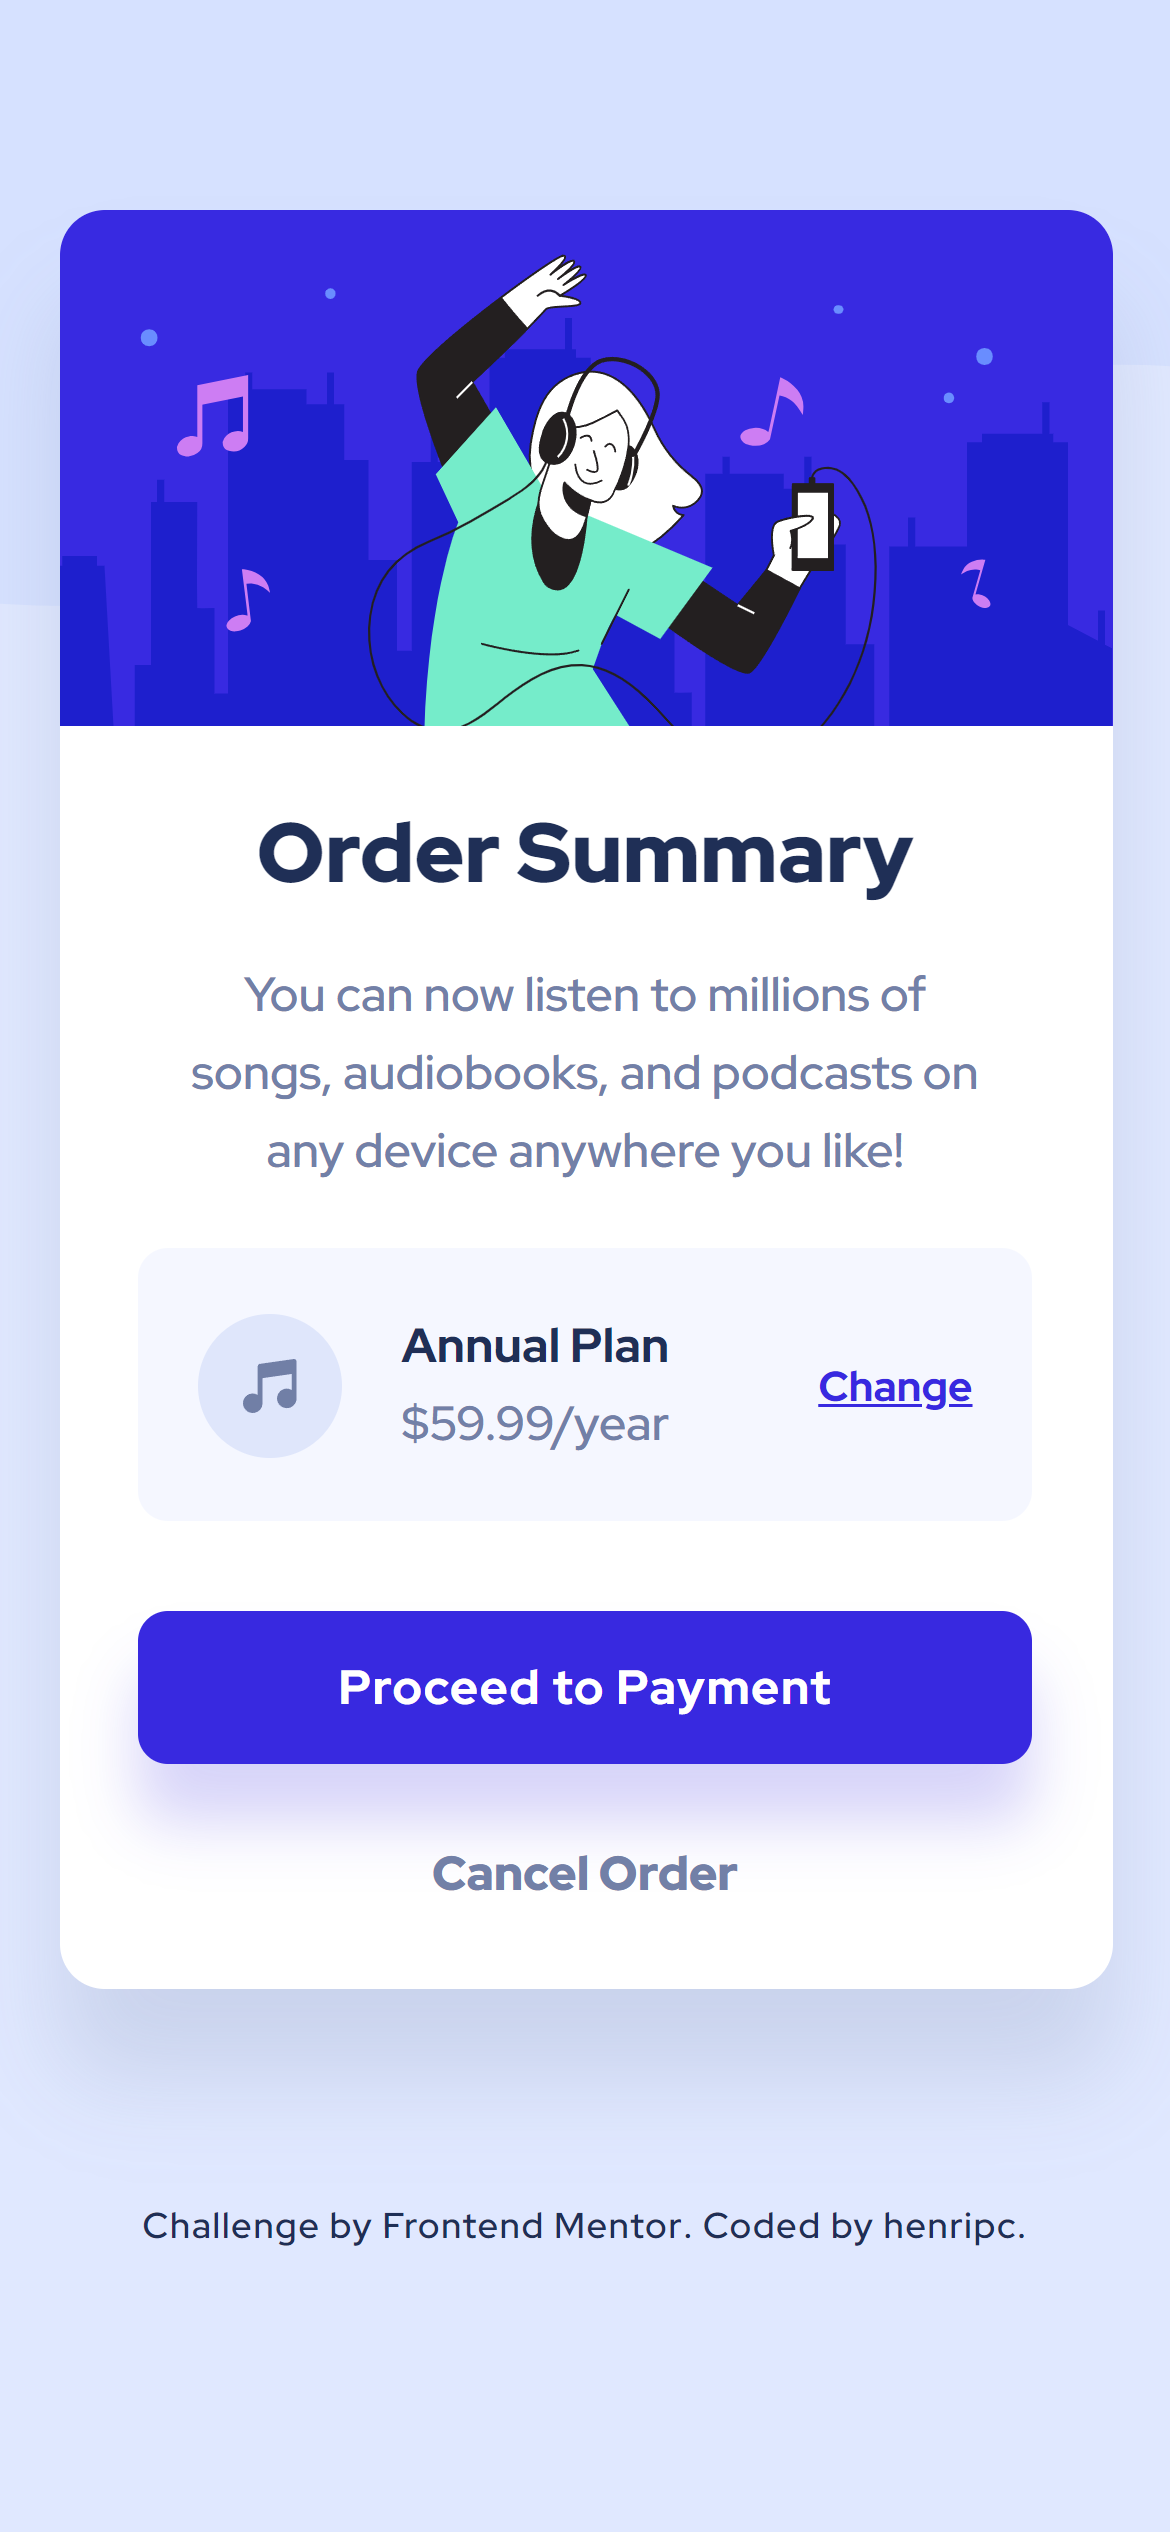 Order Summary
You can now listen to millions of
songs, audiobooks, and podcasts on
any device anywhere you like!
Annual Plan
$59.99/year
Change
Proceed to Payment
Cancel Order
Challenge by Frontend Mentor. Coded by henripc.